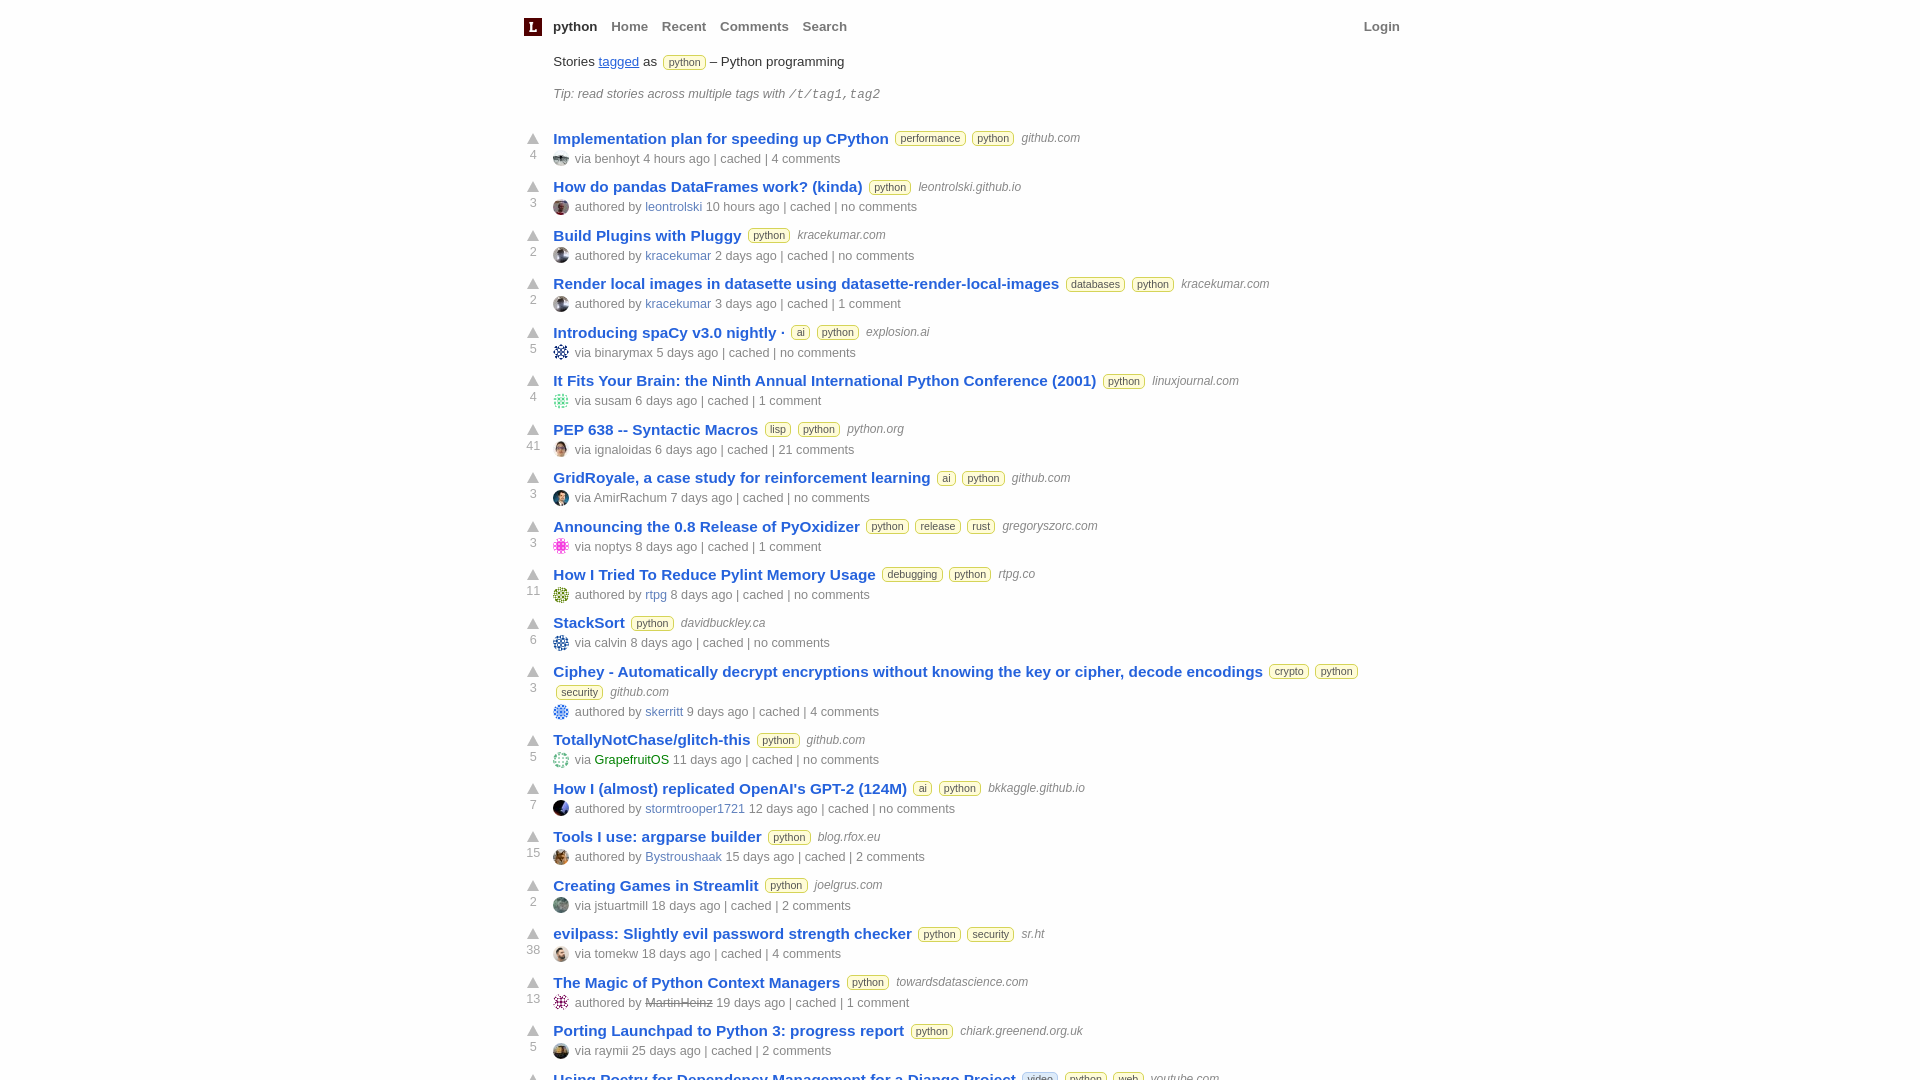 L python Home Recent Comments Search Login
Stories tagged as python – Python programming
Tip: read stories across multiple tags with /t/tag1,tag2
Implementation plan for speeding up CPython performance python github.com
4 via benhoyt 4 hours ago | cached | 4 comments
How do pandas DataFrames work? (kinda) python leontrolski.github.io
3 authored by leontrolski 10 hours ago | cached | no comments
Build Plugins with Pluggy python kracekumar.com
2 authored by kracekumar 2 days ago | cached | no comments
Render local images in datasette using datasette-render-local-images databases python kracekumar.com
2 authored by kracekumar 3 days ago | cached | 1 comment
Introducing spaCy v3.0 nightly · ai python explosion.ai
5 via binarymax 5 days ago | cached | no comments
It Fits Your Brain: the Ninth Annual International Python Conference (2001) python linuxjournal.com
4 via susam 6 days ago | cached | 1 comment
PEP 638 -- Syntactic Macros lisp python python.org
41 via ignaloidas 6 days ago | cached | 21 comments
GridRoyale, a case study for reinforcement learning ai python github.com
3 via AmirRachum 7 days ago | cached | no comments
Announcing the 0.8 Release of PyOxidizer python release rust gregoryszorc.com
3 via noptys 8 days ago | cached | 1 comment
How I Tried To Reduce Pylint Memory Usage debugging python rtpg.co
11 authored by rtpg 8 days ago | cached | no comments
StackSort python davidbuckley.ca
6 via calvin 8 days ago | cached | no comments
Ciphey - Automatically decrypt encryptions without knowing the key or cipher, decode encodings crypto python
3 security github.com
authored by skerritt 9 days ago | cached | 4 comments
TotallyNotChase/glitch-this python github.com
5 via GrapefruitOS 11 days ago | cached | no comments
How I (almost) replicated OpenAI's GPT-2 (124M) ai python bkkaggle.github.io
7 authored by stormtrooper1721 12 days ago | cached | no comments
Tools I use: argparse builder python blog.rfox.eu
15 authored by Bystroushaak 15 days ago | cached | 2 comments
Creating Games in Streamlit python joelgrus.com
2 via jstuartmill 18 days ago | cached | 2 comments
evilpass: Slightly evil password strength checker python security sr.ht
38 via tomekw 18 days ago | cached | 4 comments
The Magic of Python Context Managers python towardsdatascience.com
13 authored by MartinHeinz 19 days ago | cached | 1 comment
Porting Launchpad to Python 3: progress report python chiark.greenend.org.uk
5 via raymii 25 days ago | cached | 2 comments
Using Poetry for Dependency Management for a Django Project video python web youtube.com